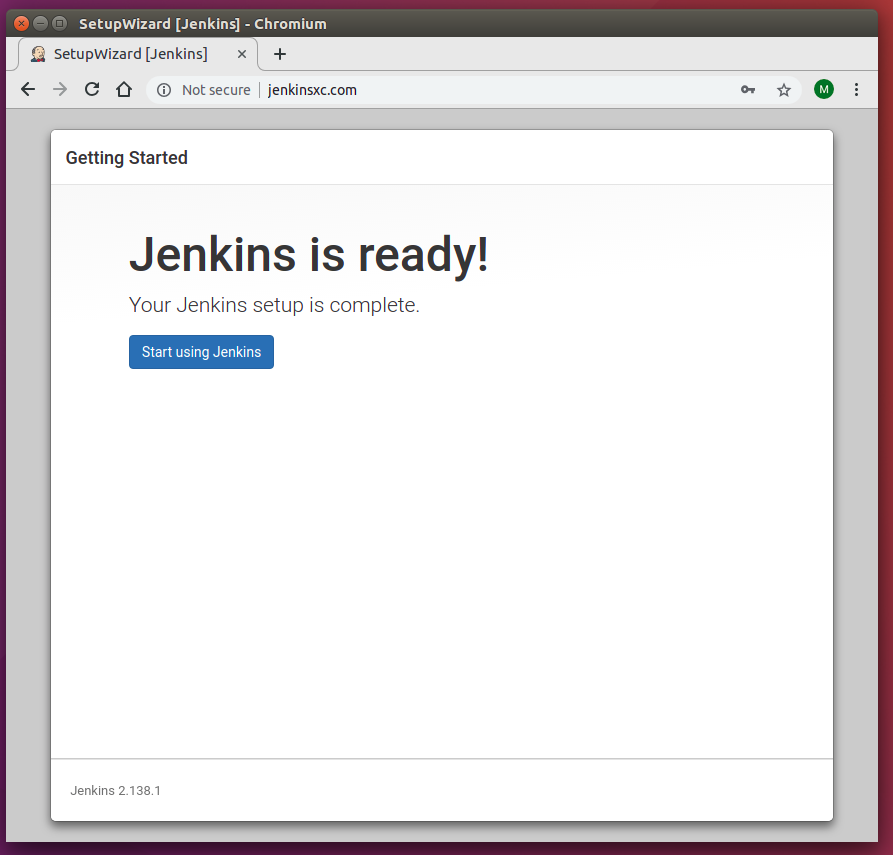 SetupWizard [Jenkins] - Chromium
SetupWizard [Jenkins]
Not secure jenkinsxc.com
M
Getting Started
Jenkins is ready!
Your Jenkins setup is complete.
Start using Jenkins
Jenkins 2.138.1